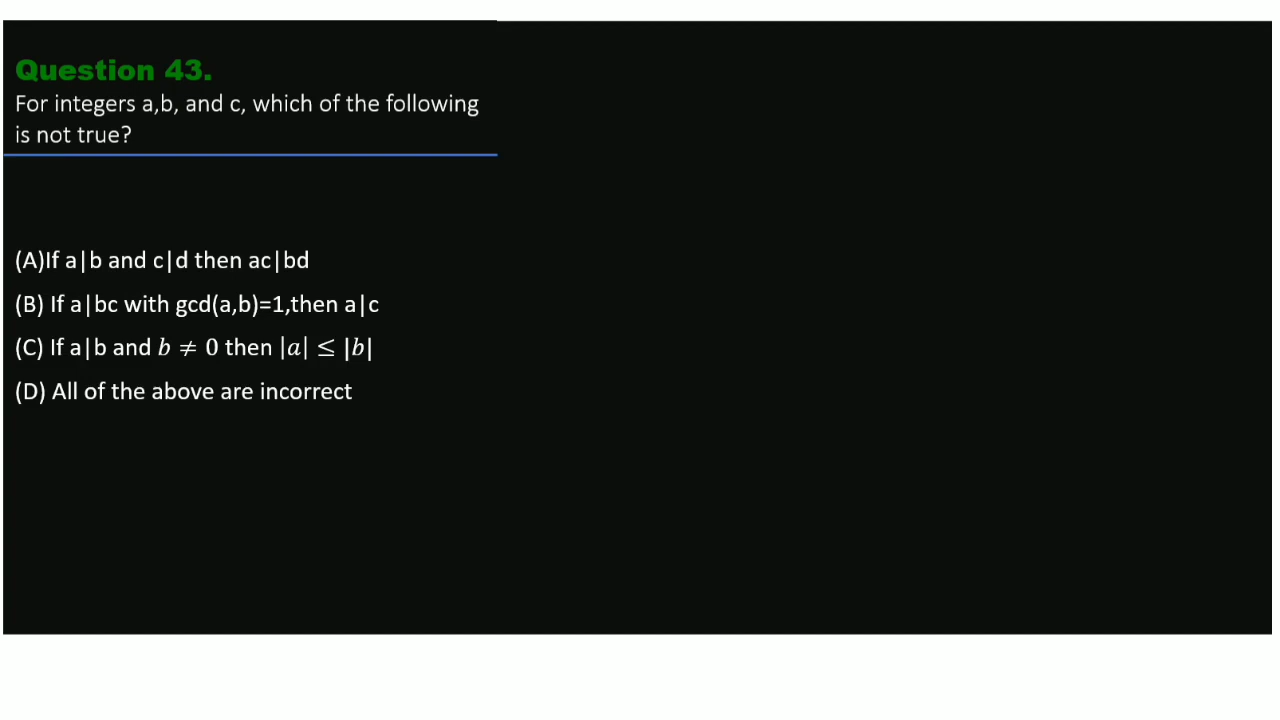 Question 43.
For integers a,b, and c, which of the following
is not true?
(A)If a|b and c|d then ac|bd
(B) If a|bc with gcd(a,b)=1,then a|c
(C) If a|b and b ≠ 0 then |a| ≤ |b|
(D) All of the above are incorrect